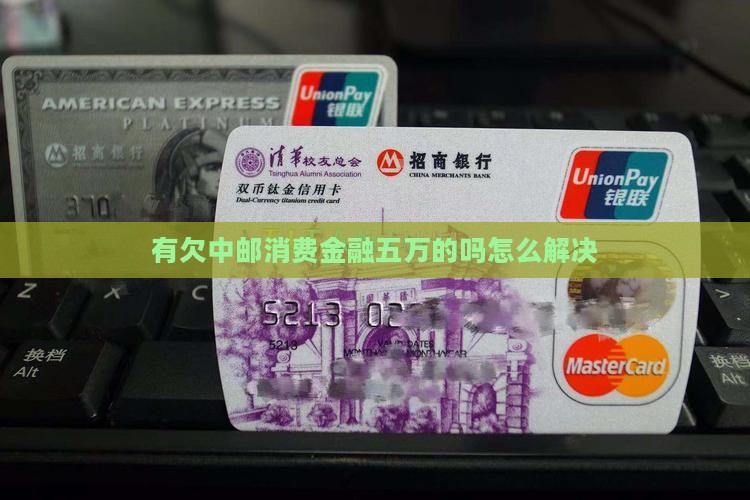 AMERICAN EXPRESS
PLATINUM
UnionPay
银联
招商银行
3710
清华校友总会
Tsinghua Alumni Association
招商银行
CHINA MERCHANTS BANK
双币钛金信用卡
Dual-Currency titanium credit card
UnionPay
银联
有欠中邮消费金融五万的吗怎么解决
Z
X
C
5213 02
5213
MasterCard
换档
Alt
换档
Alt